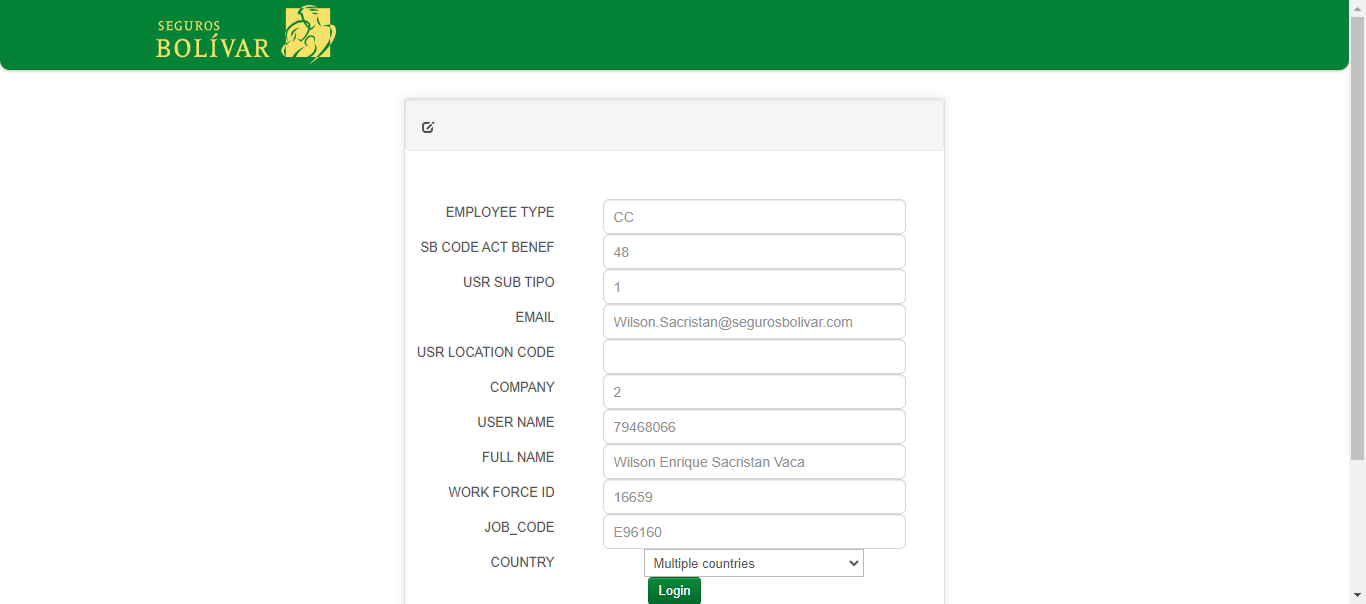 SEGUROS
BOLÍVAR
EMPLOYEE TYPE CC
SB CODE ACT BENEF 48
USR SUB TIPO 1
EMAIL Wilson.Sacristan@segurosbolivar.com
USR LOCATION CODE
COMPANY 2
USER NAME 79468066
FULL NAME Wilson Enrique Sacristan Vaca
WORK FORCE ID 16659
JOB_CODE E96160
COUNTRY Multiple countries
Login